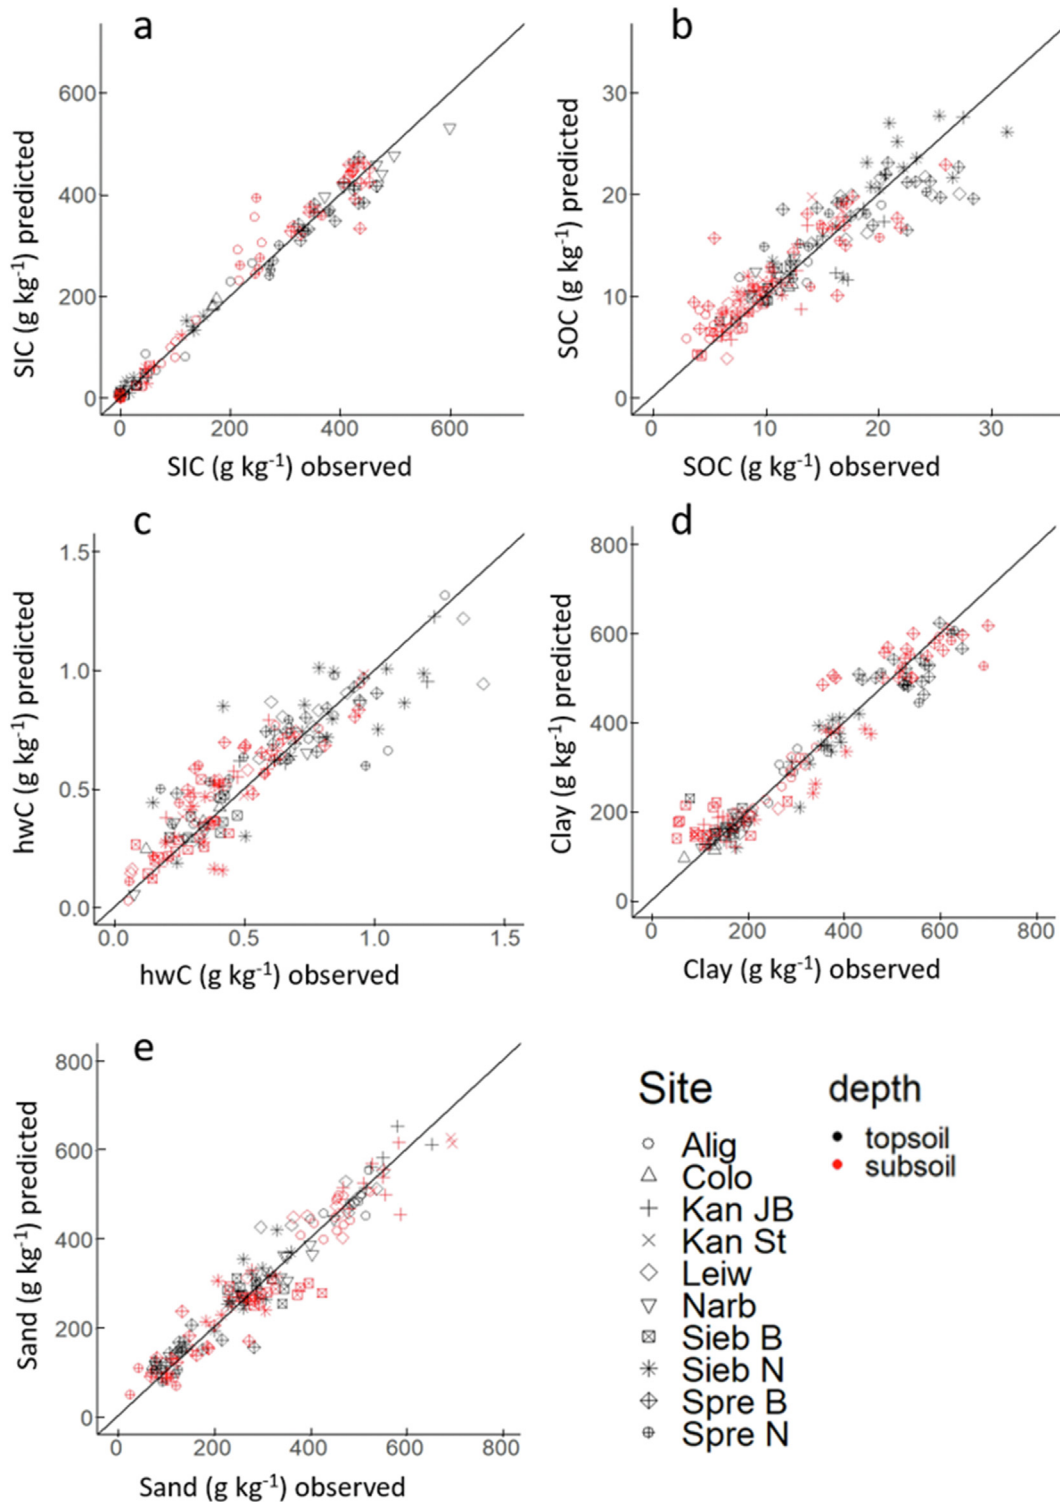 a
SIC (g kg⁻¹) predicted
600
400
200
0
0 200 400 600
SIC (g kg⁻¹) observed
b
SOC (g kg⁻¹) predicted
30
20
10
0
0 10 20 30
SOC (g kg⁻¹) observed
c
hwC (g kg⁻¹) predicted
1.5
1.0
0.5
0.0
0.0 0.5 1.0 1.5
hwC (g kg⁻¹) observed
d
Clay (g kg⁻¹) predicted
800
600
400
200
0
0 200 400 600 800
Clay (g kg⁻¹) observed
e
Sand (g kg⁻¹) predicted
800
600
400
200
0
0 200 400 600 800
Sand (g kg⁻¹) observed
Site
Alig
Colo
Kan JB
Kan St
Leiw
Narb
Sieb B
Sieb N
Spre B
Spre N
depth
topsoil
subsoil